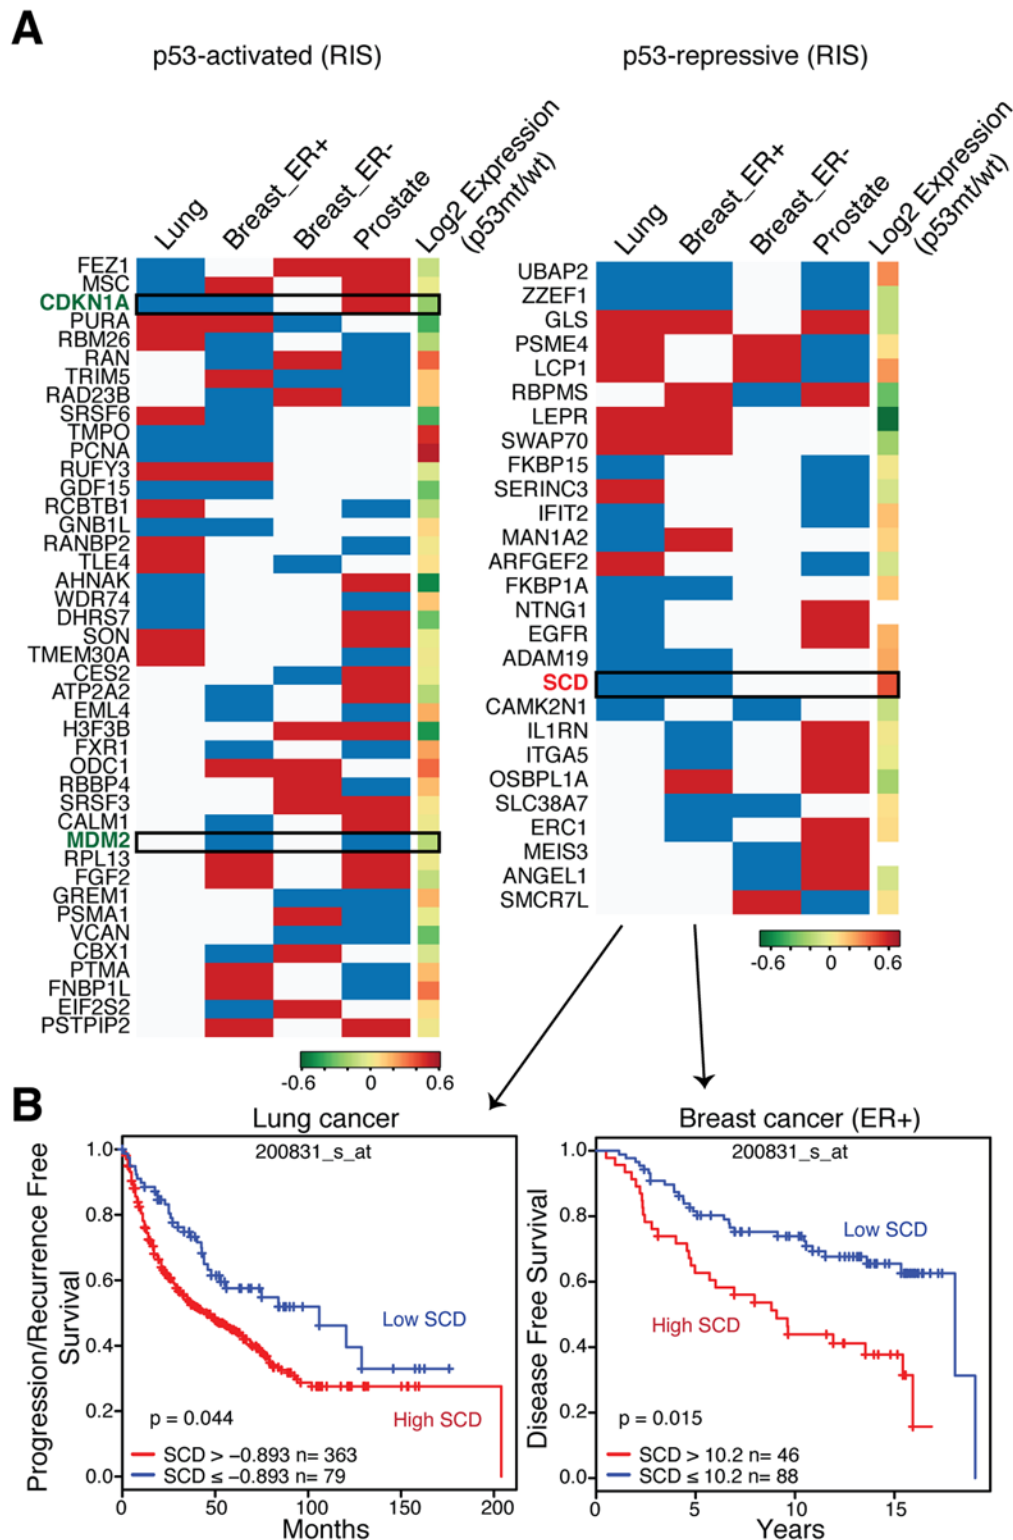 A
p53-activated (RIS)
p53-repressive (RIS)
Lung
Breast_ER+
Breast_ER-
Prostate
Log2 Expression
(p53mt/wt)
Lung
Breast_ER+
Breast_ER-
Prostate
Log2 Expression
(p53mt/wt)
FEZ1
MSC
CDKN1A
PURA
RBM26
RAN
TRIM5
RAD23B
SRSF6
TMPO
PCNA
RUFY3
GDF15
RCBTB1
GNB1L
RANBP2
TLE4
AHNAK
WDR74
DHRS7
SON
TMEM30A
CES2
ATP2A2
EML4
H3F3B
FXR1
ODC1
RBBP4
SRSF3
CALM1
MDM2
RPL13
FGF2
GREM1
PSMA1
VCAN
CBX1
PTMA
FNBP1L
EIF2S2
PSTPIP2
-0.6 0 0.6
UBAP2
ZZEF1
GLS
PSME4
LCP1
RBPMS
LEPR
SWAP70
FKBP15
SERINC3
IFIT2
MAN1A2
ARFGEF2
FKBP1A
NTNG1
EGFR
ADAM19
SCD
CAMK2N1
IL1RN
ITGA5
OSBPL1A
SLC38A7
ERC1
MEIS3
ANGEL1
SMCR7L
-0.6 0 0.6
B
Lung cancer
200831_s_at
Progression/Recurrence Free
Survival
1.0
0.8
0.6
0.4
0.2
0.0
Low SCD
High SCD
p = 0.044
SCD > −0.893 n= 363
SCD ≤ −0.893 n= 79
0 50 100 150 200
Months
Breast cancer (ER+)
200831_s_at
Disease Free Survival
1.0
0.8
0.6
0.4
0.2
0.0
Low SCD
High SCD
p = 0.015
SCD > 10.2 n= 46
SCD ≤ 10.2 n= 88
0 5 10 15
Years